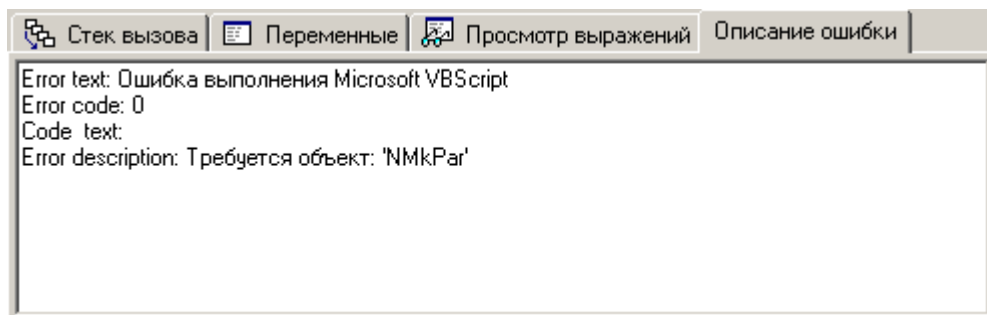 Стек вызова Переменные Просмотр выражений Описание ошибки
Error text: Ошибка выполнения Microsoft VBScript
Error code: 0
Code text:
Error description: Требуется объект: 'NMkPar'